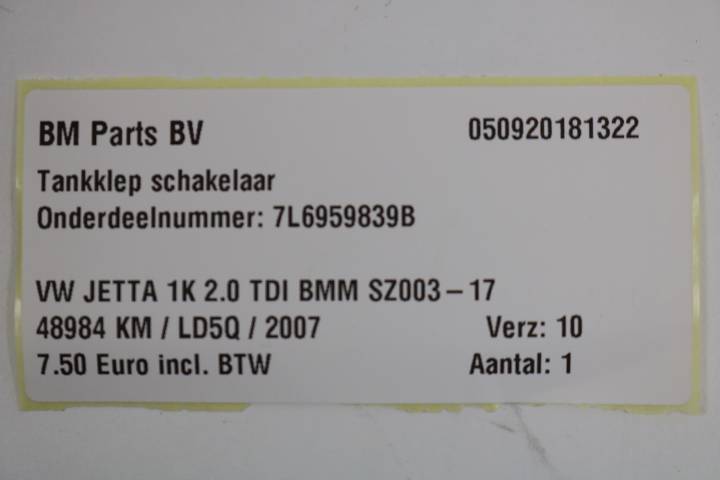 BM Parts BV 050920181322
Tankklep schakelaar
Onderdeelnummer: 7L6959839B
VW JETTA 1K 2.0 TDI BMM SZ003-17
48984 KM / LD5Q / 2007 Verz: 10
7.50 Euro incl. BTW Aantal: 1